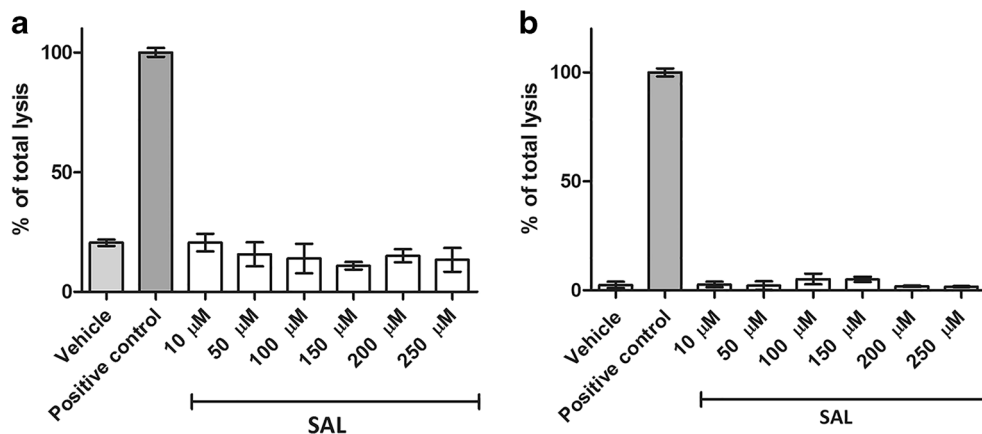 a
% of total lysis
100
50
0
Vehicle
Positive control
10 µM
50 µM
100 µM
150 µM
200 µM
250 µM
SAL
b
% of total lysis
100
50
0
Vehicle
Positive control
10 µM
50 µM
100 µM
150 µM
200 µM
250 µM
SAL